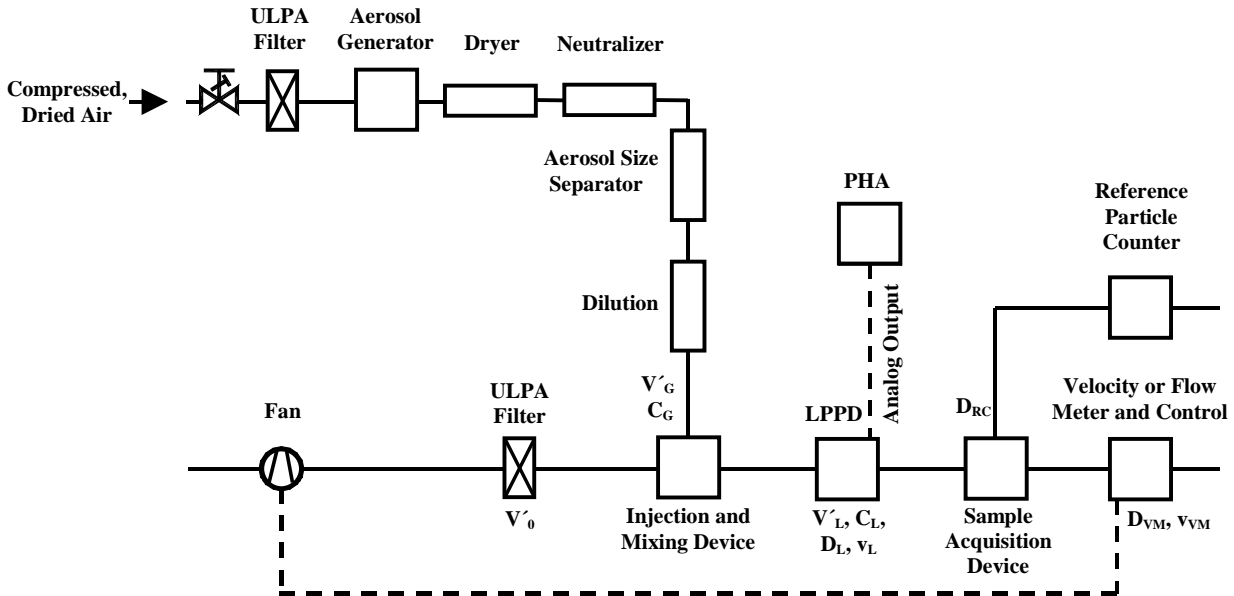 ULPA
Filter
Aerosol
Generator
Dryer
Neutralizer
Compressed,
Dried Air
Aerosol Size
Separator
PHA
Reference
Particle
Counter
Dilution
Analog Output
V´G
CG
ULPA
Filter
Fan
LPPD
DRC
Velocity or Flow
Meter and Control
V´0
Injection and
Mixing Device
V´L, CL,
DL, vL
Sample
Acquisition
Device
DVM, vVM